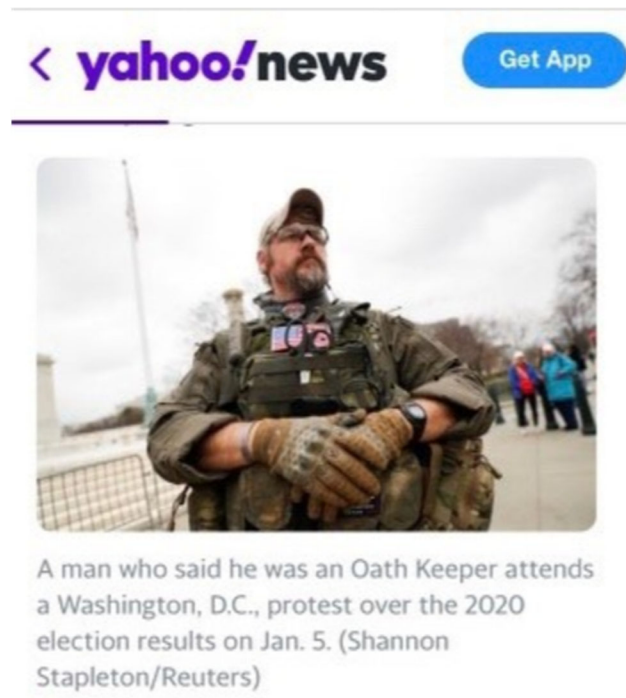 yahoo!news
Get App
A man who said he was an Oath Keeper attends
a Washington, D.C., protest over the 2020
election results on Jan. 5. (Shannon
Stapleton/Reuters)